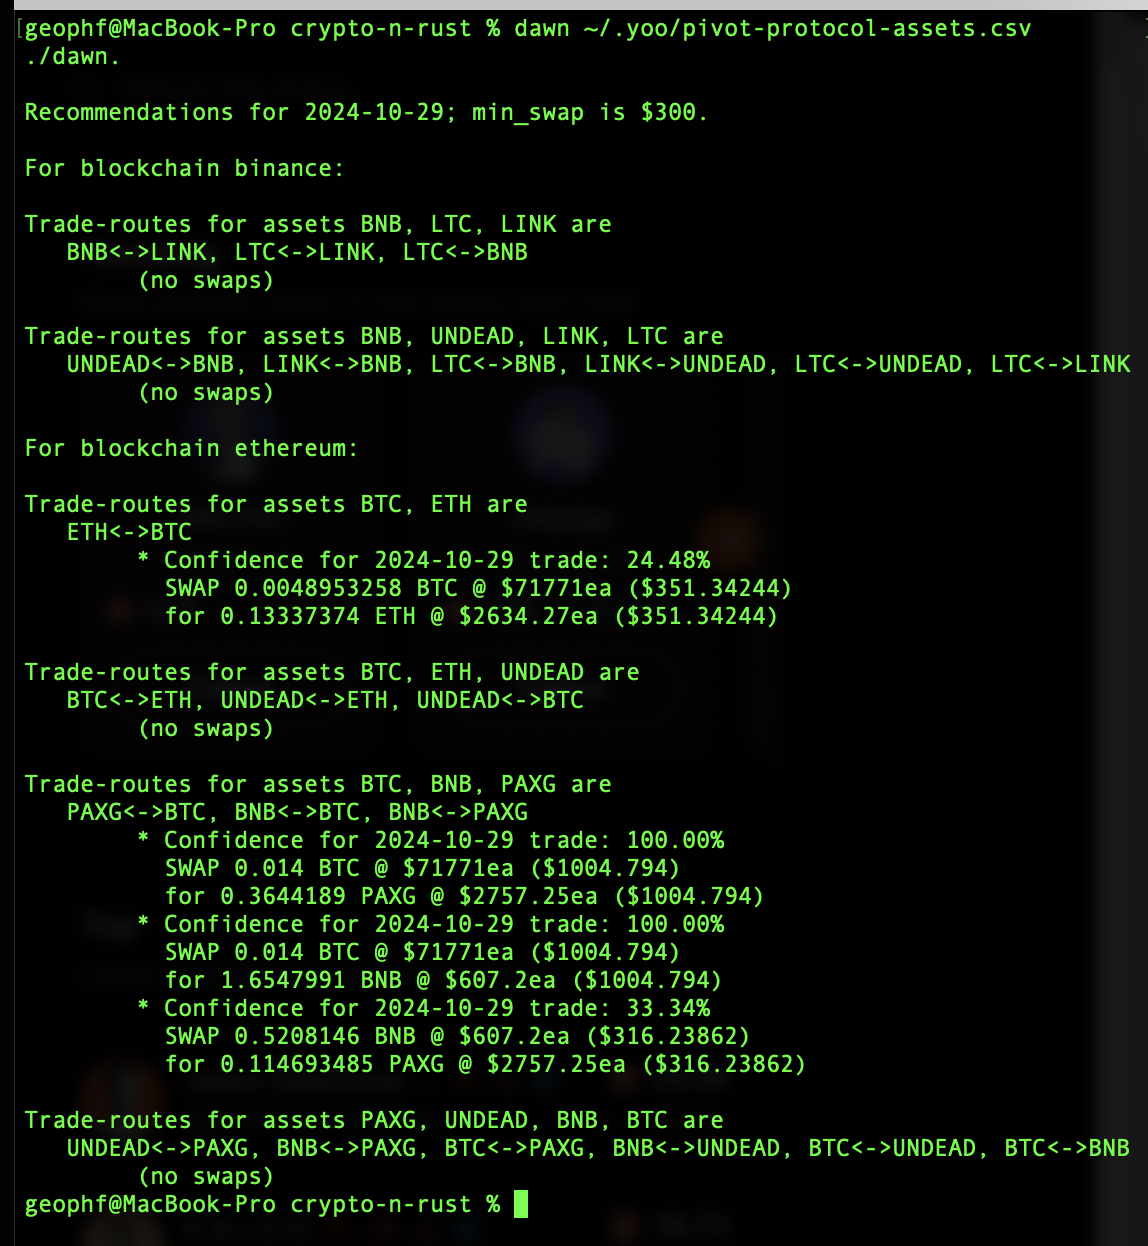 [geophf@MacBook-Pro crypto-n-rust % dawn ~/.yoo/pivot-protocol-assets.csv
./dawn.
Recommendations for 2024-10-29; min_swap is $300.
For blockchain binance:
Trade-routes for assets BNB, LTC, LINK are
BNB<->LINK, LTC<->LINK, LTC<->BNB
(no swaps)
Trade-routes for assets BNB, UNDEAD, LINK, LTC are
UNDEAD<->BNB, LINK<->BNB, LTC<->BNB, LINK<->UNDEAD, LTC<->UNDEAD, LTC<->LINK
(no swaps)
For blockchain ethereum:
Trade-routes for assets BTC, ETH are
ETH<->BTC
* Confidence for 2024-10-29 trade: 24.48%
SWAP 0.0048953258 BTC @ $71771ea ($351.34244)
for 0.13337374 ETH @ $2634.27ea ($351.34244)
Trade-routes for assets BTC, ETH, UNDEAD are
BTC<->ETH, UNDEAD<->ETH, UNDEAD<->BTC
(no swaps)
Trade-routes for assets BTC, BNB, PAXG are
PAXG<->BTC, BNB<->BTC, BNB<->PAXG
* Confidence for 2024-10-29 trade: 100.00%
SWAP 0.014 BTC @ $71771ea ($1004.794)
for 0.3644189 PAXG @ $2757.25ea ($1004.794)
* Confidence for 2024-10-29 trade: 100.00%
SWAP 0.014 BTC @ $71771ea ($1004.794)
for 1.6547991 BNB @ $607.2ea ($1004.794)
* Confidence for 2024-10-29 trade: 33.34%
SWAP 0.5208146 BNB @ $607.2ea ($316.23862)
for 0.114693485 PAXG @ $2757.25ea ($316.23862)
Trade-routes for assets PAXG, UNDEAD, BNB, BTC are
UNDEAD<->PAXG, BNB<->PAXG, BTC<->PAXG, BNB<->UNDEAD, BTC<->UNDEAD, BTC<->BNB
(no swaps)
geophf@MacBook-Pro crypto-n-rust %